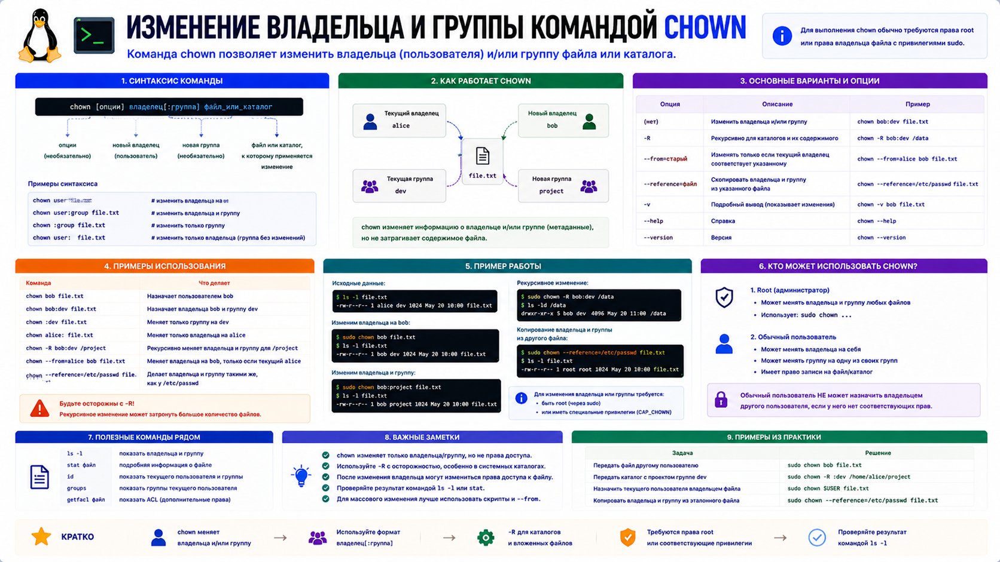 ИЗМЕНЕНИЕ ВЛАДЕЛЬЦА И ГРУППЫ КОМАНДОЙ CHOWN
Команда chown позволяет изменить владельца (пользователя) и/или группу файла или каталога.
Для выполнения chown обычно требуются права root
или права владельца файла с привилегиями sudo.
1. СИНТАКСИС КОМАНДЫ
chown [опции] владелец[:группа] файл_или_каталог
опции
(необязательно)
новый владелец
(пользователь)
новая группа
(необязательно)
файл или каталог,
к которому применяется
изменение
Примеры синтаксиса
chown user # изменить владельца на
chown user:group file.txt # изменить владельца и группу
chown :group file.txt # изменить только группу
chown user: file.txt # изменить только владельца (группа без изменений)
2. КАК РАБОТАЕТ CHOWN
Текущий владелец
alice
Новый владелец
bob
file.txt
Текущая группа
dev
Новая группа
project
chown изменяет информацию о владельце и/или группе (метаданные),
но не затрагивает содержимое файла.
3. ОСНОВНЫЕ ВАРИАНТЫ И ОПЦИИ
Опция Описание Пример
(нет) Изменить владельца и/или группу chown bob:dev file.txt
-R Рекурсивно для каталогов и их содержимого chown -R bob:dev /data
--from=старый Изменять только если текущий владелец
соответствует указанному chown --from=alice bob file.txt
--reference=файл Скопировать владельца и группу
из указанного файла chown --reference=/etc/passwd file.txt
-v Подробный вывод (показывает изменения) chown -v bob file.txt
--help Справка chown --help
--version Версия chown --version
4. ПРИМЕРЫ ИСПОЛЬЗОВАНИЯ
Команда Что делает
chown bob file.txt Назначает пользователем bob
chown bob:dev file.txt Назначает владельца bob и группу dev
chown :dev file.txt Меняет только группу на dev
chown alice: file.txt Меняет только владельца на alice
chown -R bob:dev /project Рекурсивно меняет владельца и группу для /project
chown --from=alice bob file.txt Меняет владельца на bob, только если текущий alice
chown --reference=/etc/passwd file. Делает владельца и группу такими же,
как у /etc/passwd
Будьте осторожны с -R!
Рекурсивное изменение может затронуть большое количество файлов.
5. ПРИМЕР РАБОТЫ
Исходные данные:
$ ls -l file.txt
-rw-r--r-- 1 alice dev 1024 May 20 10:00 file.txt
Изменим владельца на bob:
$ sudo chown bob file.txt
$ ls -l file.txt
-rw-r--r-- 1 bob dev 1024 May 20 10:00 file.txt
Изменим владельца и группу:
$ sudo chown bob:project file.txt
$ ls -l file.txt
-rw-r--r-- 1 bob project 1024 May 20 10:00 file.txt
Рекурсивное изменение:
$ sudo chown -R bob:dev /data
$ ls -ld /data
drwxr-xr-x 5 bob dev 4096 May 20 11:00 /data
Копирование владельца и группы
из другого файла:
$ sudo chown --reference=/etc/passwd file.txt
$ ls -l file.txt
-rw-r--r-- 1 root root 1024 May 20 10:00 file.txt
Для изменения владельца или группы требуется:
• быть root (через sudo)
• или иметь специальные привилегии (CAP_CHOWN)
6. КТО МОЖЕТ ИСПОЛЬЗОВАТЬ CHOWN?
1. Root (администратор)
• Может менять владельца и группу любых файлов
• Использует: sudo chown ...
2. Обычный пользователь
• Может менять владельца на себя
• Может менять группу на одну из своих групп
• Имеет право записи на файл/каталог
Обычный пользователь НЕ может назначить владельцем
другого пользователя, если у него нет соответствующих прав.
7. ПОЛЕЗНЫЕ КОМАНДЫ РЯДОМ
ls -l показать владельца и группу
stat файл подробняя информация о файле
id показать текущего пользователя и группы
groups показать группы текущего пользователя
getfacl файл показать ACL (дополнительные права)
8. ВАЖНЫЕ ЗАМЕТКИ
chown изменяет только владельца/группу, но не права доступа.
Используйте -R с осторожностью, особенно в системных каталогах.
После изменения владельца могут измениться права доступа к файлу.
Проверяйте результат командой ls -l или stat.
Для массового изменения лучше использовать скрипты и --from.
9. ПРИМЕРЫ ИЗ ПРАКТИКИ
Задача Решение
Передать файл другому пользователю sudo chown bob file.txt
Передать каталог с проектом группе dev sudo chown -R :dev /home/alice/project
Назначить текущего пользователя владельцем файла sudo chown $USER file.txt
Копировать владельца и группу из эталонного файла sudo chown --reference=/etc/passwd file.txt
КРАТКО
chown меняет
владельца и/или группу
Используйте формат
владелец[:группа]
-R для каталогов
и вложенных файлов
Требуются права root
или соответствующие привилегии
Проверяйте результат
командой ls -l